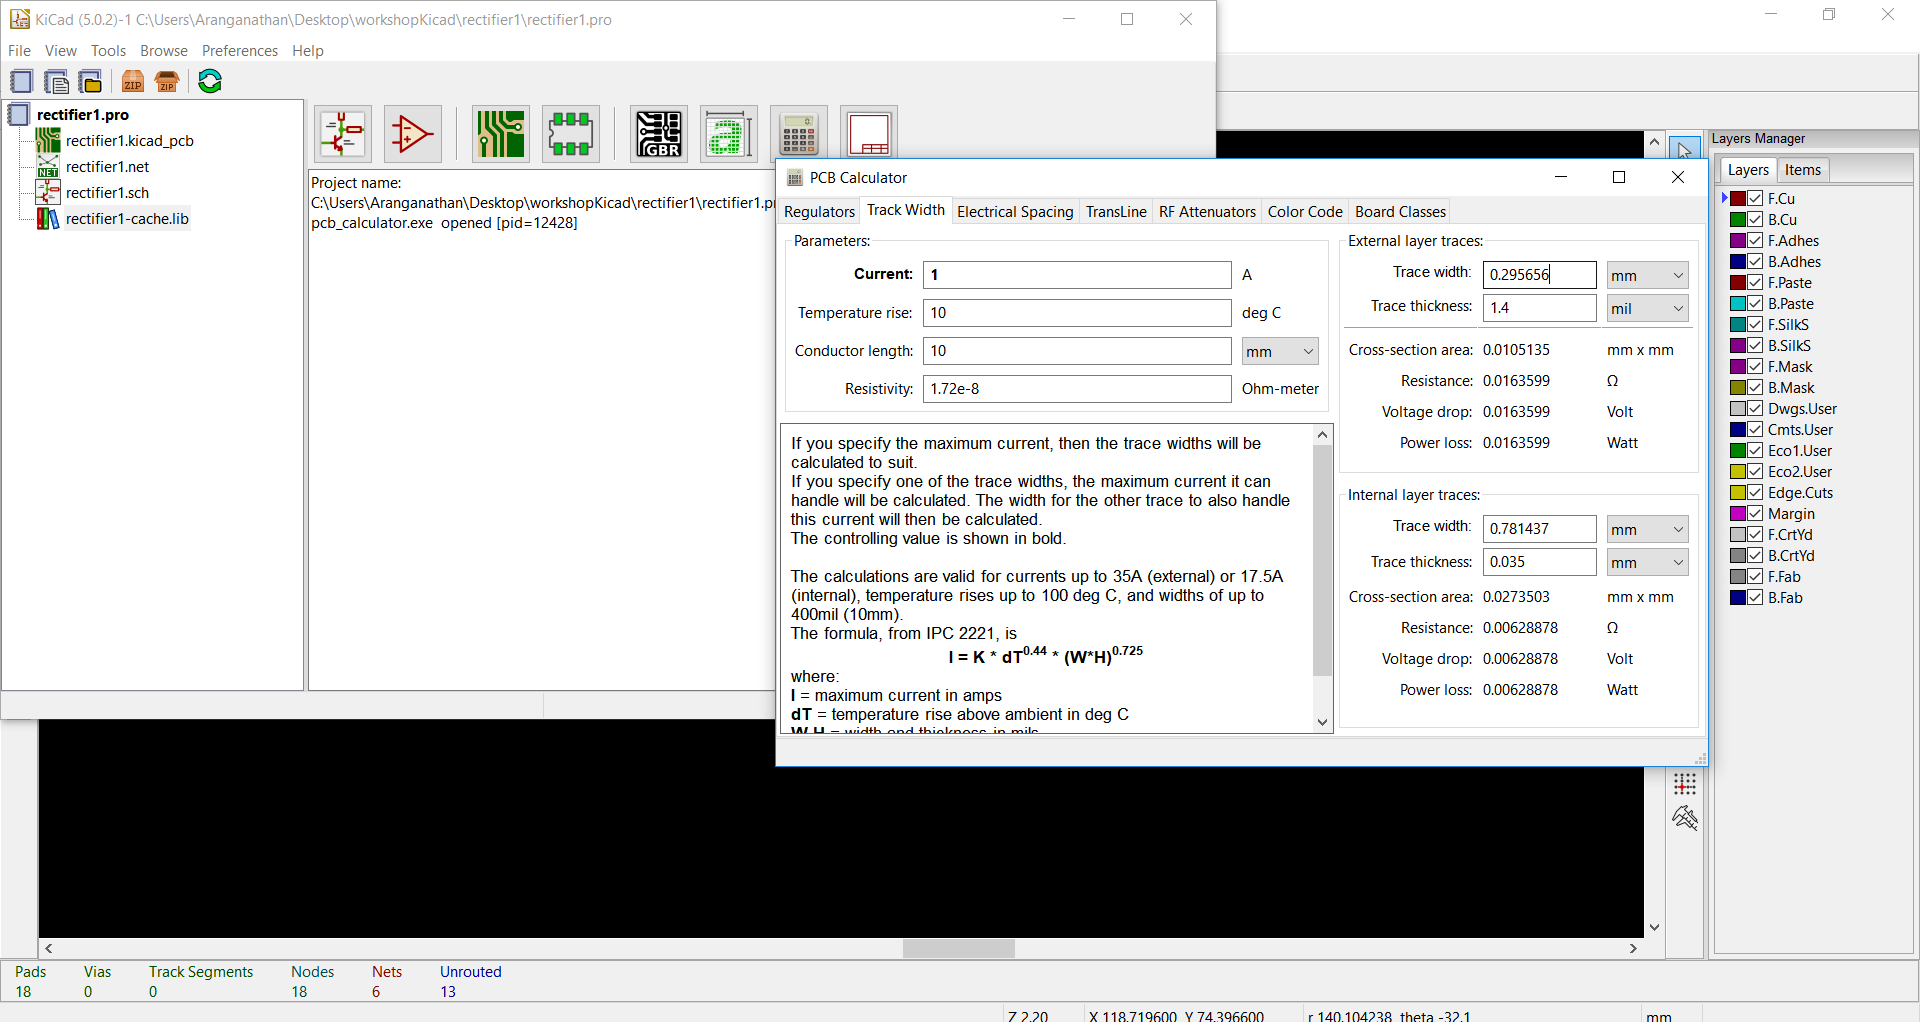 KiCad (5.0.2)-1 C:\Users\Aranganathan\Desktop\workshopKicad\rectifier1\rectifier1.pro
File View Tools Browse Preferences Help
ZIP ZIP
rectifier1.pro
rectifier1.kicad_pcb
NET rectifier1.net
rectifier1.sch
rectifier1-cache.lib
GBR
Project name:
C:\Users\Aranganathan\Desktop\workshopKicad\rectifier1\rectifier1.p
pcb_calculator.exe opened [pid=12428]
PCB Calculator
Regulators Track Width Electrical Spacing TransLine RF Attenuators Color Code Board Classes
Parameters:
Current: 1 A
Temperature rise: 10 deg C
Conductor length: 10 mm
Resistivity: 1.72e-8 Ohm-meter
If you specify the maximum current, then the trace widths will be
calculated to suit.
If you specify one of the trace widths, the maximum current it can
handle will be calculated. The width for the other trace to also handle
this current will then be calculated.
The controlling value is shown in bold.
The calculations are valid for currents up to 35A (external) or 17.5A
(internal), temperature rises up to 100 deg C, and widths of up to
400mil (10mm).
The formula, from IPC 2221, is
I = K * dT^0.44 * (W*H)^0.725
where:
I = maximum current in amps
dT = temperature rise above ambient in deg C
W,H = width and thickness in mils
External layer traces:
Trace width: 0.295656 mm
Trace thickness: 1.4 mil
Cross-section area: 0.0105135 mm x mm
Resistance: 0.0163599 Ω
Voltage drop: 0.0163599 Volt
Power loss: 0.0163599 Watt
Internal layer traces:
Trace width: 0.781437 mm
Trace thickness: 0.035 mm
Cross-section area: 0.0273503 mm x mm
Resistance: 0.00628878 Ω
Voltage drop: 0.00628878 Volt
Power loss: 0.00628878 Watt
Layers Manager
Layers Items
F.Cu
B.Cu
F.Adhes
B.Adhes
F.Paste
B.Paste
F.SilkS
B.SilkS
F.Mask
B.Mask
Dwgs.User
Cmts.User
Eco1.User
Eco2.User
Edge.Cuts
Margin
F.CrtYd
B.CrtYd
F.Fab
B.Fab
Pads Vias Track Segments Nodes Nets Unrouted
18 0 0 18 6 13
Z 2.20 X 118.719600 Y 74.396600 r 140.104238 theta -32.1 mm